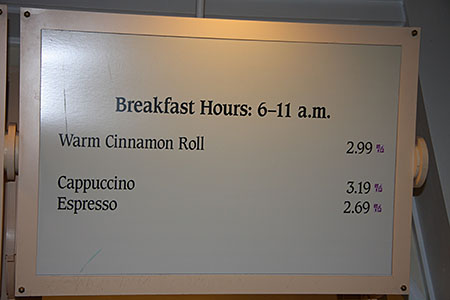 Breakfast Hours: 6–11 a.m.
Warm Cinnamon Roll 2.99
Cappuccino 3.19
Espresso 2.69